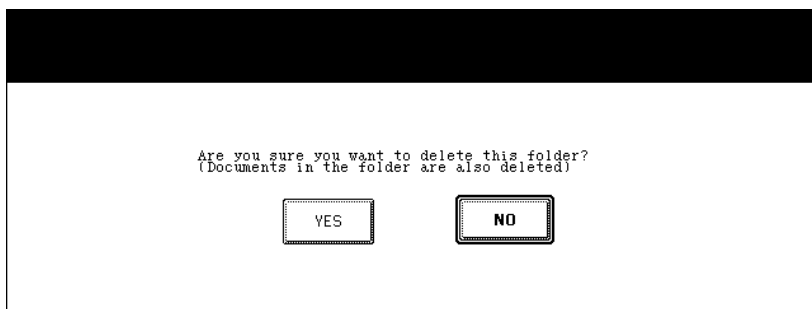 Are you sure you want to delete this folder?
(Documents in the folder are also deleted)
YES NO